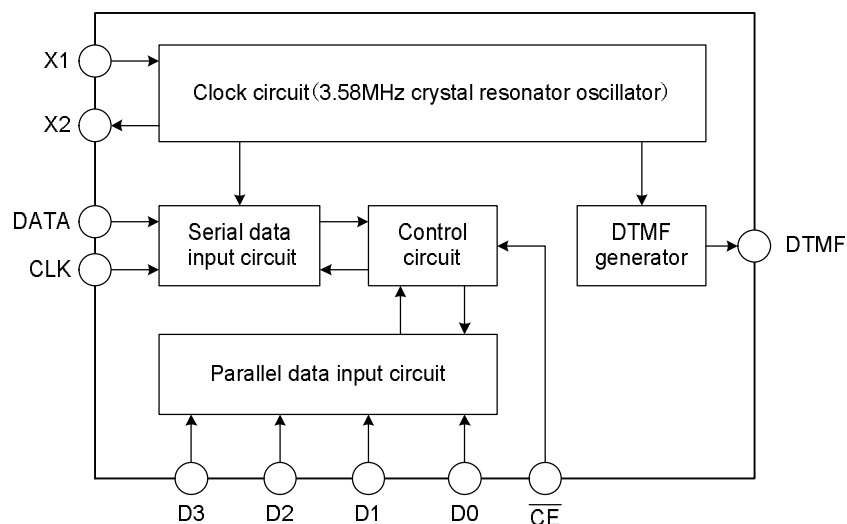 X1
Clock circuit(3.58MHz crystal resonator oscillator)
X2
DATA
Serial data
input circuit
Control
circuit
DTMF
generator
DTMF
CLK
Parallel data input circuit
D3
D2
D1
D0
C̅E̅